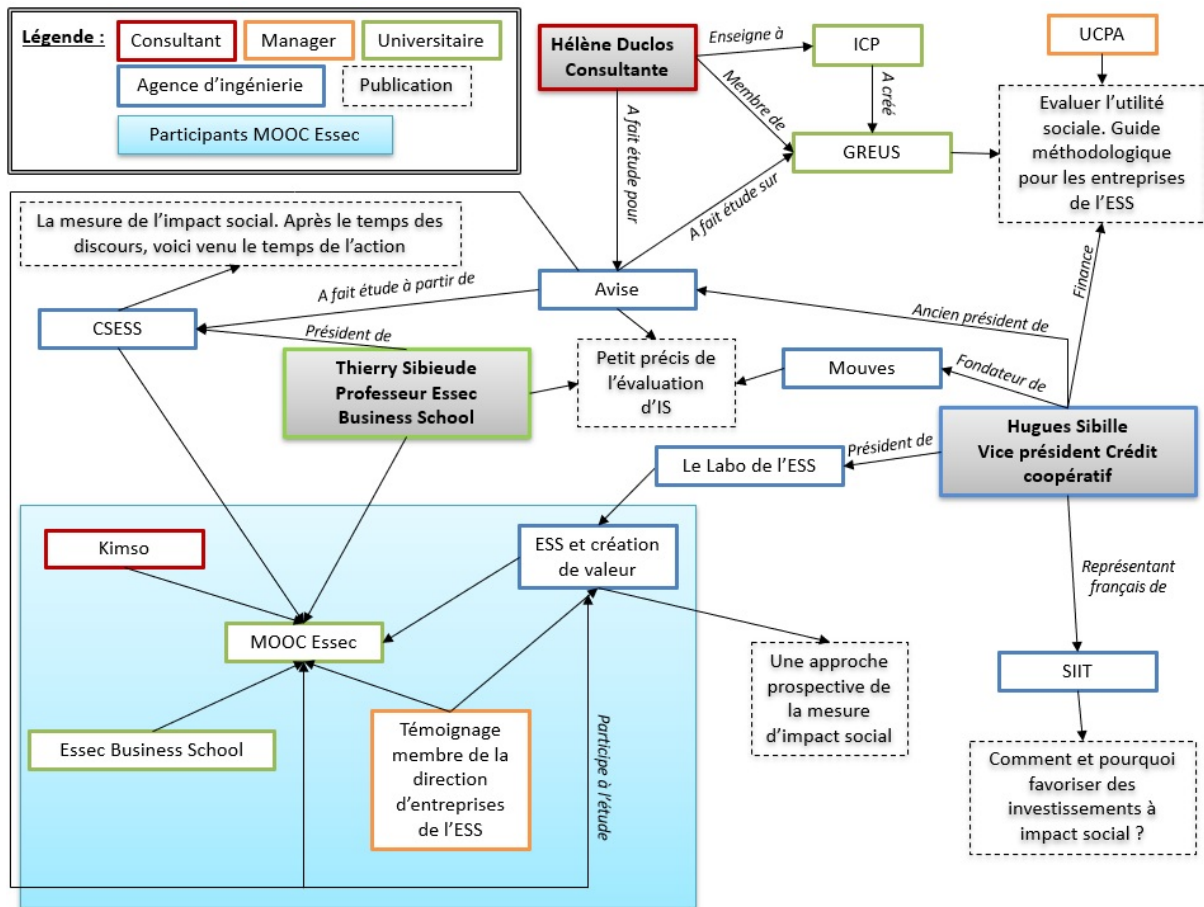 Légende :
Consultant
Manager
Universitaire
Agence d'ingénierie
Publication
Participants MOOC Essec
Hélène Duclos
Consultante
Enseigne à
ICP
UCPA
Membre de
A créé
A fait étude pour
GREUS
Evaluer l'utilité
sociale. Guide
méthodologique
pour les entreprises
de l'ESS
A fait étude sur
La mesure de l'impact social. Après le temps des
discours, voici venu le temps de l'action
Finance
A fait étude à partir de
Avise
CSESS
Président de
Ancien président de
Thierry Sibieude
Professeur Essec
Business School
Petit précis de
l'évaluation
d'IS
Mouves
Fondateur de
Hugues Sibille
Vice président Crédit
coopératif
Président de
Le Labo de l'ESS
Kimso
ESS et création
de valeur
Représentant
français de
MOOC Essec
Une approche
prospective de
la mesure
d'impact social
SIIT
Essec Business School
Témoignage
membre de la
direction
d'entreprises
de l'ESS
Participe à l'étude
Comment et pourquoi
favoriser des
investissements à
impact social ?